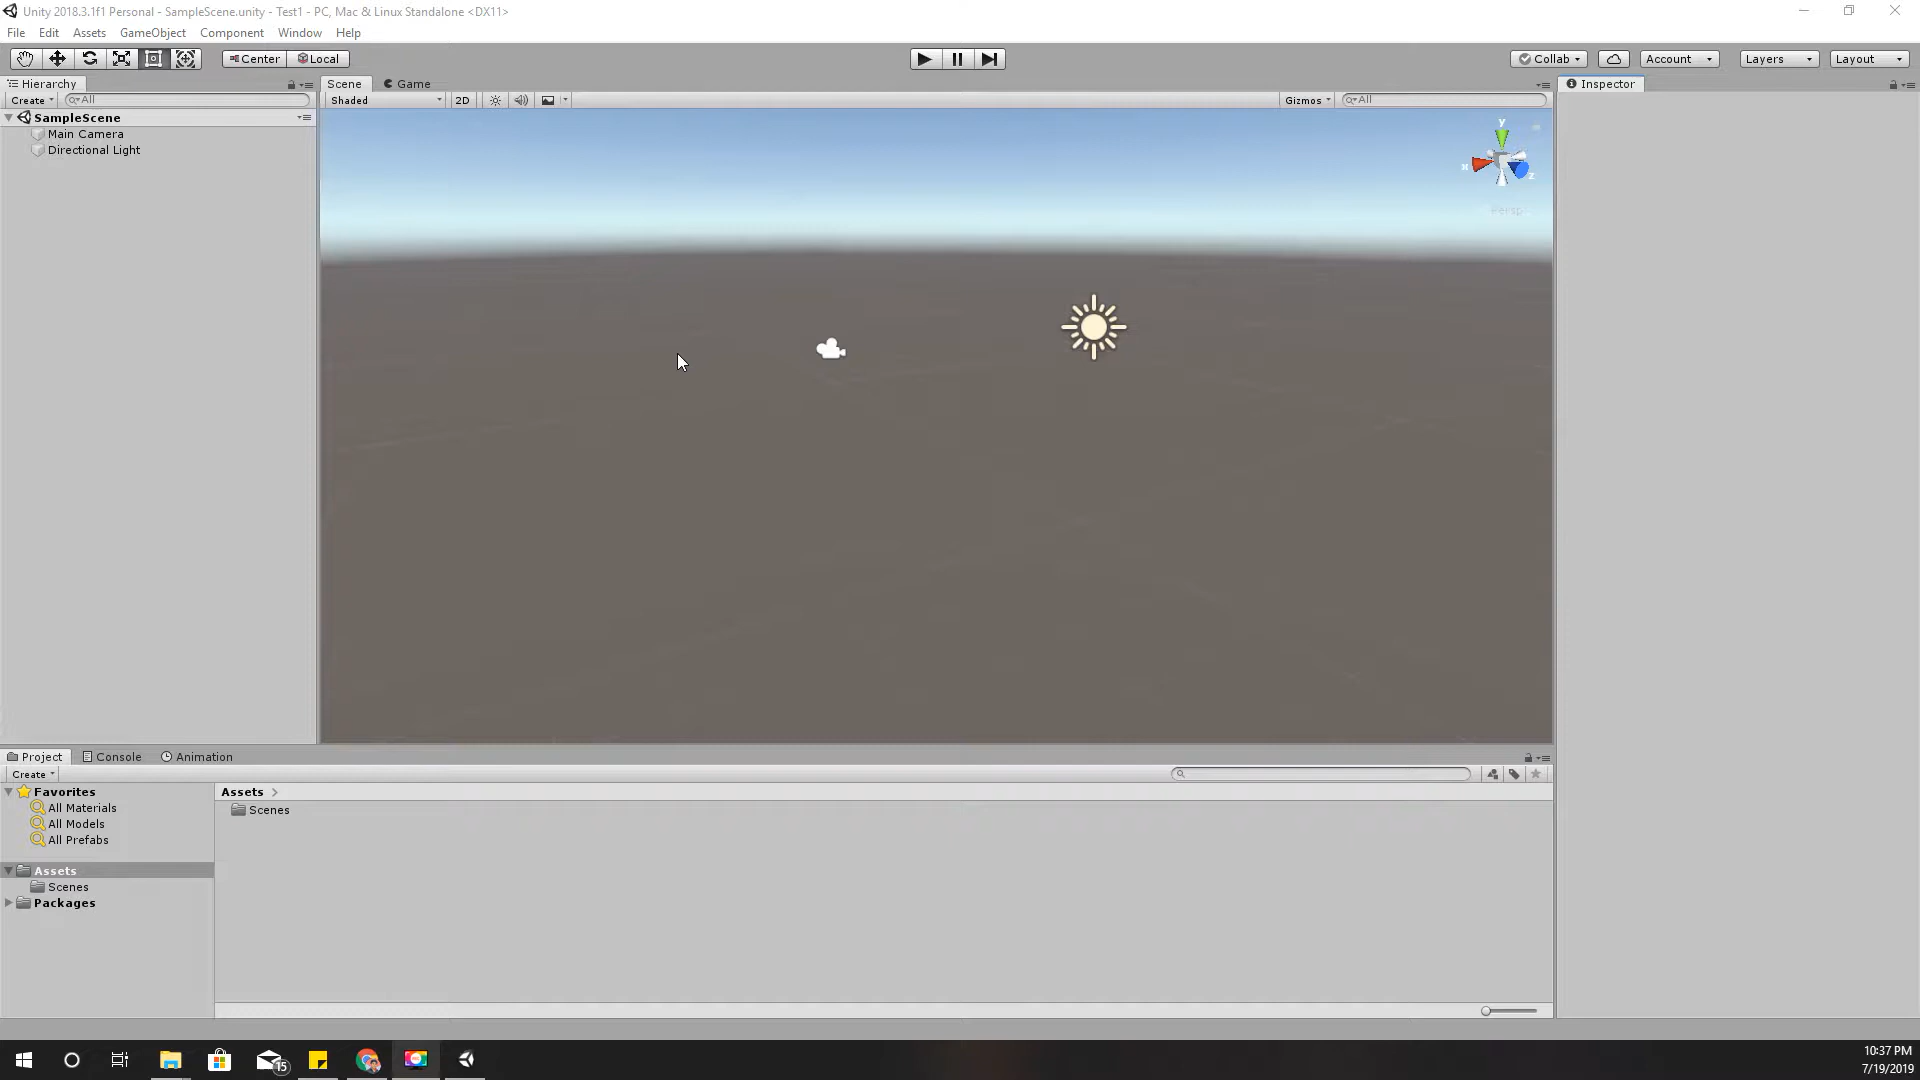 Unity 2018.3.1f1 Personal - SampleScene.unity - Test1 - PC, Mac & Linux Standalone <DX11>
File Edit Assets GameObject Component Window Help
Center Local Collab Account Layers Layout
Hierarchy Scene Game Inspector
Create All Shaded 2D Gizmos All
SampleScene
Main Camera
Directional Light
y
x
z
Persp
Project Console Animation
Create
Favorites Assets
All Materials Scenes
All Models
All Prefabs
Assets
Scenes
Packages
15
10:37 PM
7/19/2019